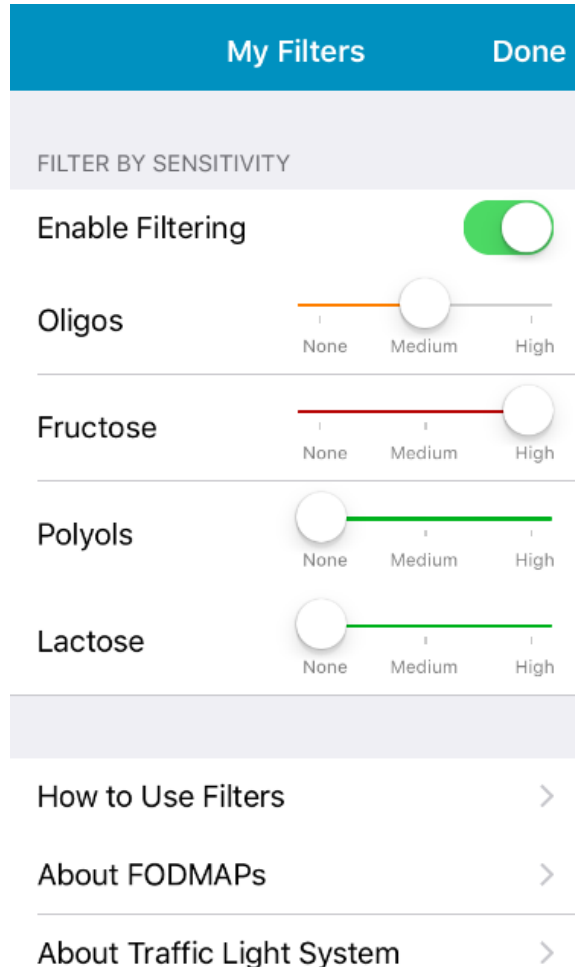 My Filters Done
FILTER BY SENSITIVITY
Enable Filtering
Oligos
None Medium High
Fructose
None Medium High
Polyols
None Medium High
Lactose
None Medium High
How to Use Filters
About FODMAPs
About Traffic Light System